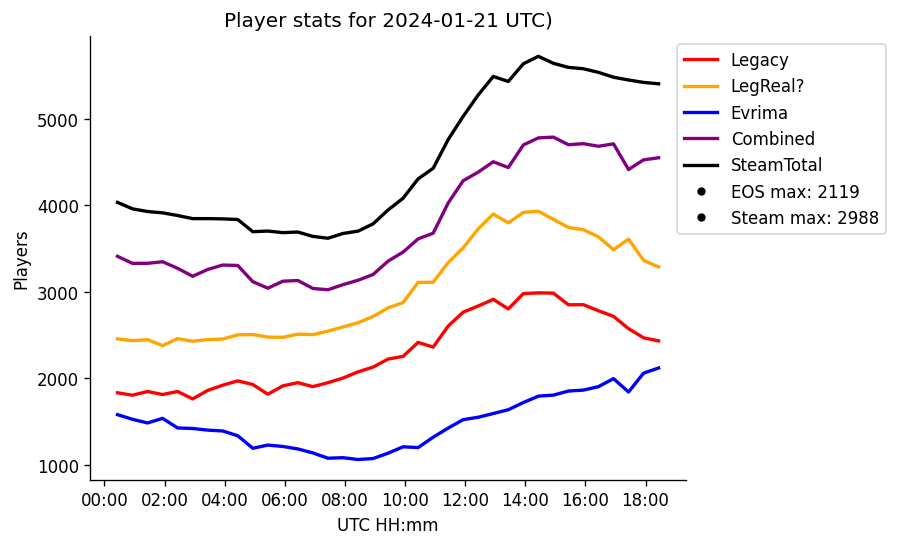 Player stats for 2024-01-21 UTC)
Players
5000
4000
3000
2000
1000
00:00 02:00 04:00 06:00 08:00 10:00 12:00 14:00 16:00 18:00
UTC HH:mm
Legacy
LegReal?
Evrima
Combined
SteamTotal
EOS max: 2119
Steam max: 2988